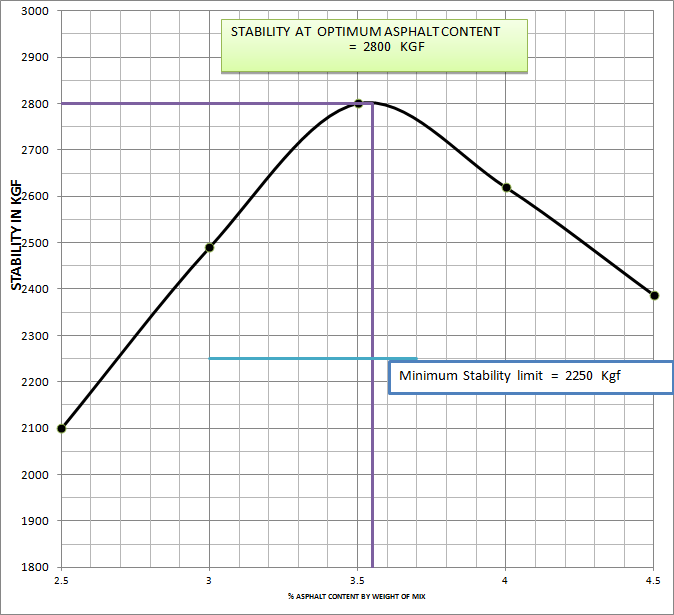 STABILITY AT OPTIMUM ASPHALT CONTENT
= 2800 KGF
3000
2900
2800
2700
2600
2500
2400
2300
2200
2100
2000
1900
1800
STABILITY IN KGF
Minimum Stability limit = 2250 Kgf
2.5 3 3.5 4 4.5
% ASPHALT CONTENT BY WEIGHT OF MIX